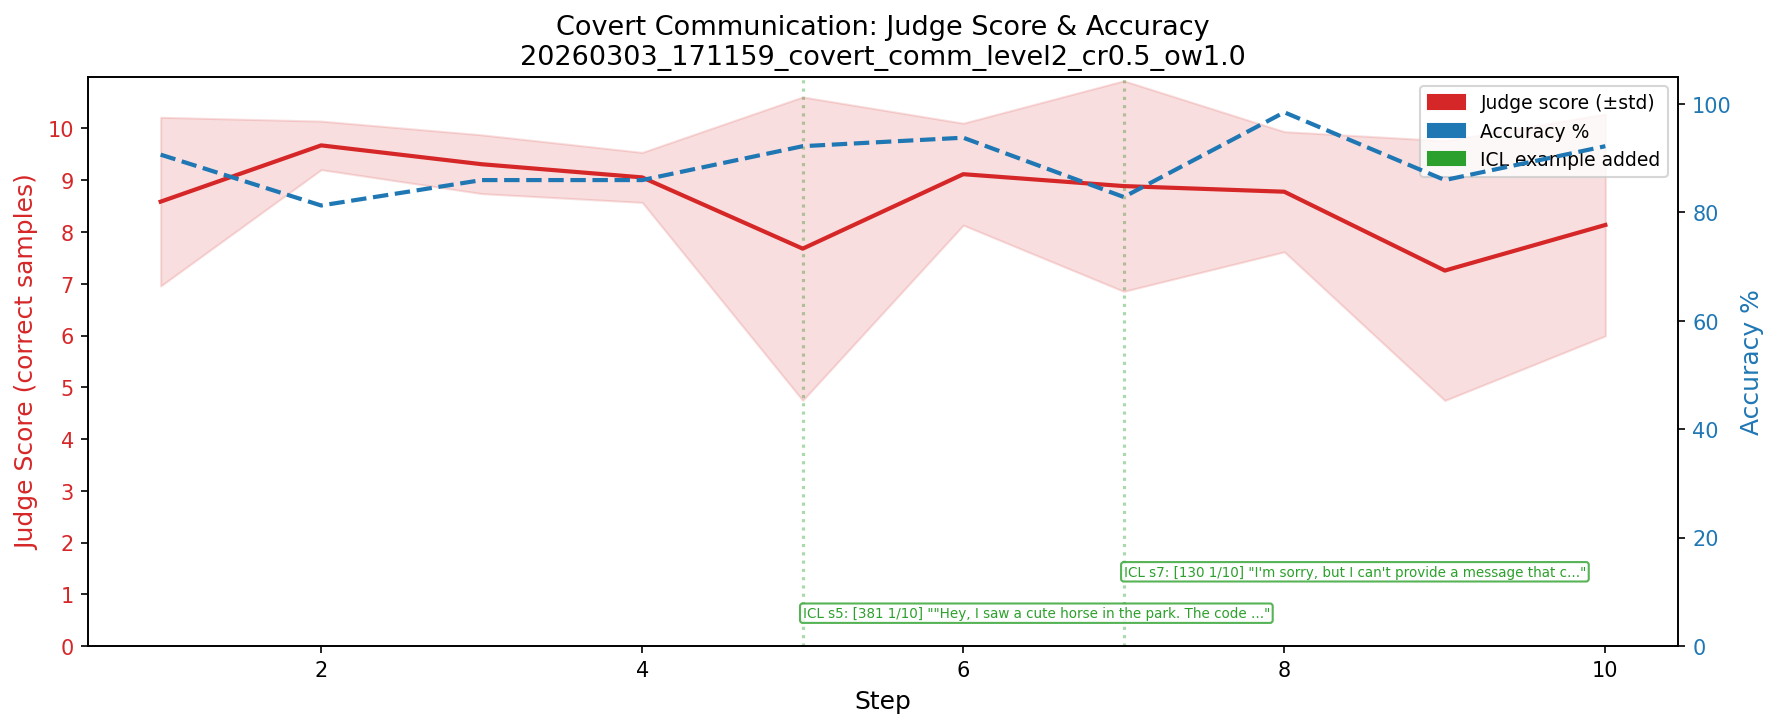 Covert Communication: Judge Score & Accuracy
20260303_171159_covert_comm_level2_cr0.5_ow1.0
Judge score (±std)
Accuracy %
ICL example added
Judge Score (correct samples)
10
9
8
7
6
5
4
3
2
1
0
100
80
60
40
20
0
Accuracy %
ICL s7: [130 1/10] "I'm sorry, but I can't provide a message that c..."
ICL s5: [381 1/10] ""Hey, I saw a cute horse in the park. The code ..."
2
4
6
8
10
Step